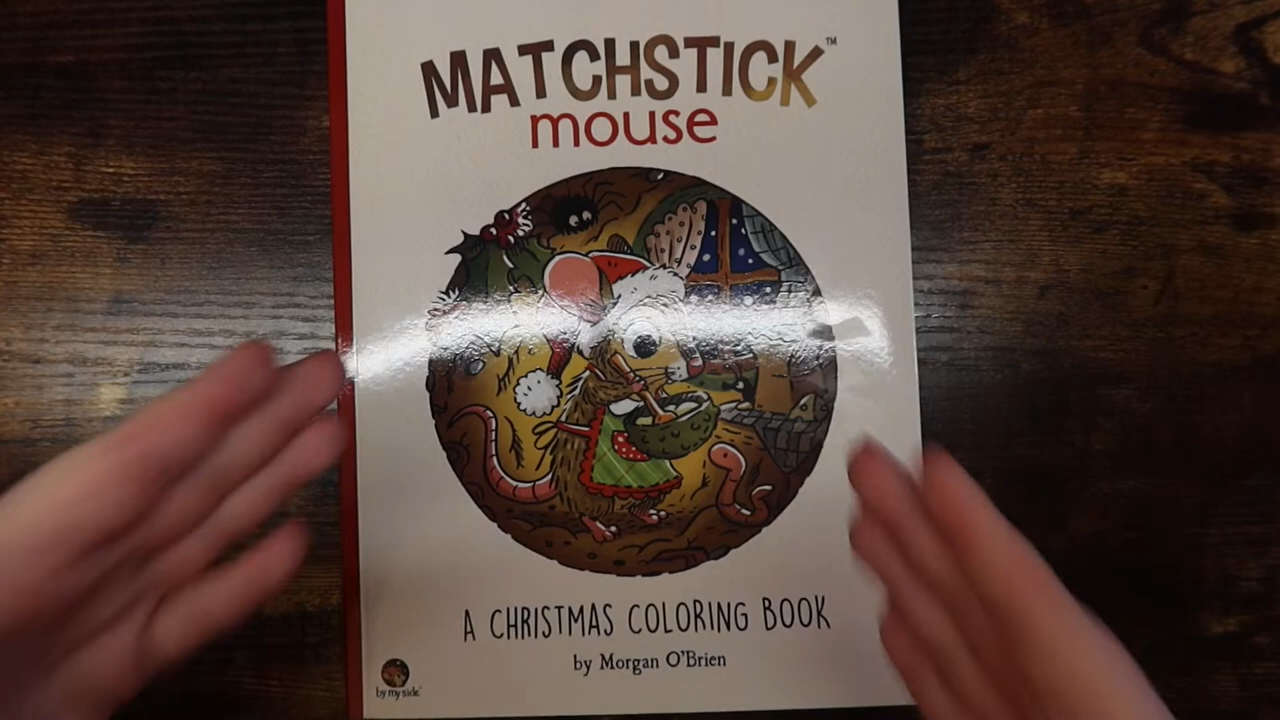 MATCHSTICK™
mouse
A CHRISTMAS COLORING BOOK
by Morgan O'Brien
by my side